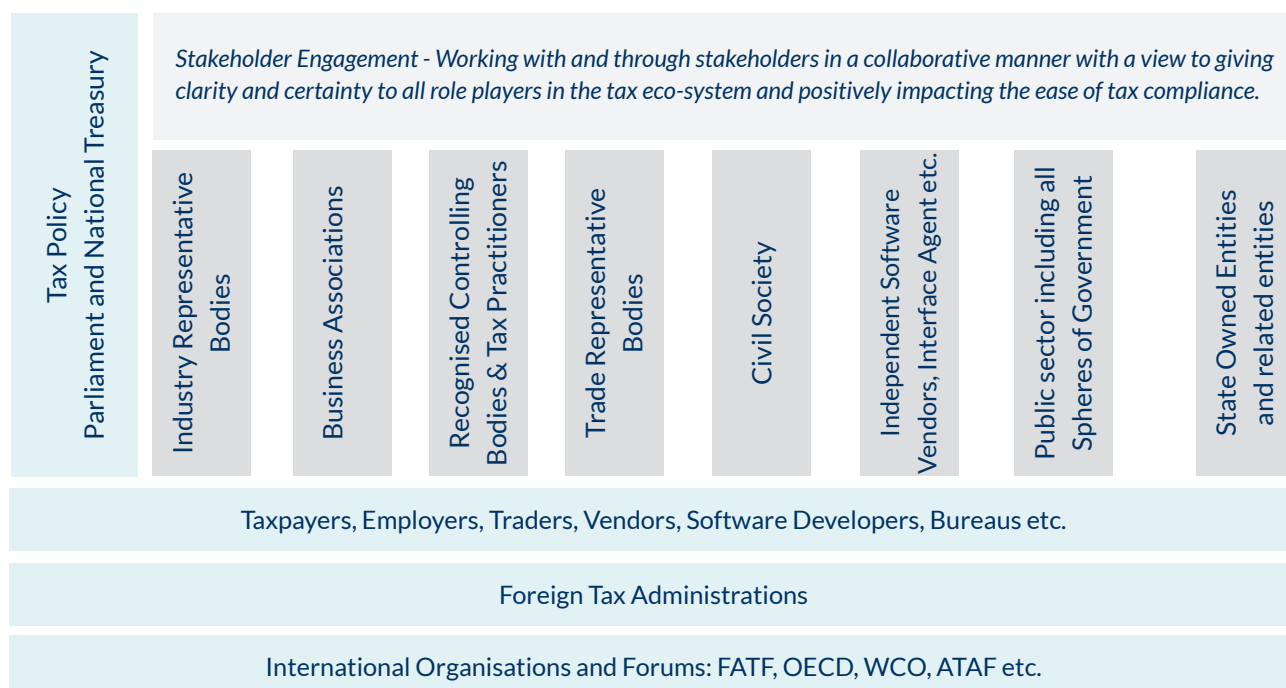 Tax Policy
Parliament and National Treasury
Stakeholder Engagement - Working with and through stakeholders in a collaborative manner with a view to giving
clarity and certainty to all role players in the tax eco-system and positively impacting the ease of tax compliance.
Industry Representative
Bodies
Business Associations
Recognised Controlling
Bodies & Tax Practitioners
Trade Representative
Bodies
Civil Society
Independent Software
Vendors, Interface Agent etc.
Public sector including all
Spheres of Government
State Owned Entities
and related entities
Taxpayers, Employers, Traders, Vendors, Software Developers, Bureaus etc.
Foreign Tax Administrations
International Organisations and Forums: FATF, OECD, WCO, ATAF etc.